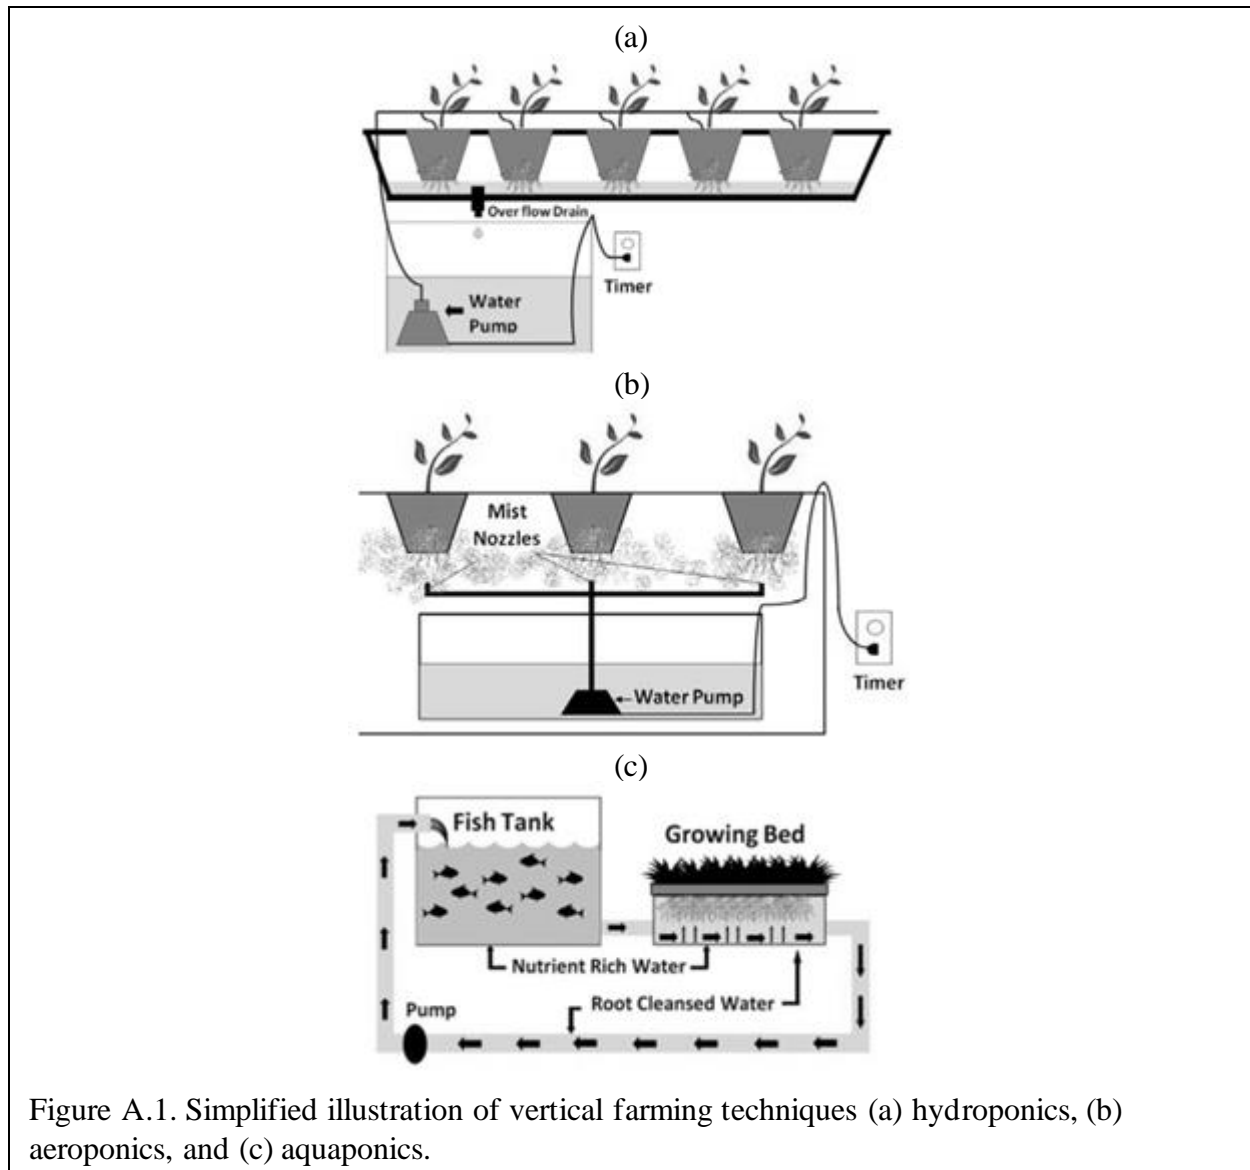 (a)
Over flow Drain
Timer
Water
Pump
(b)
Mist
Nozzles
Water Pump
Timer
(c)
Fish Tank
Growing Bed
Nutrient Rich Water
Root Cleansed Water
Pump
Figure A.1. Simplified illustration of vertical farming techniques (a) hydroponics, (b)
aeroponics, and (c) aquaponics.